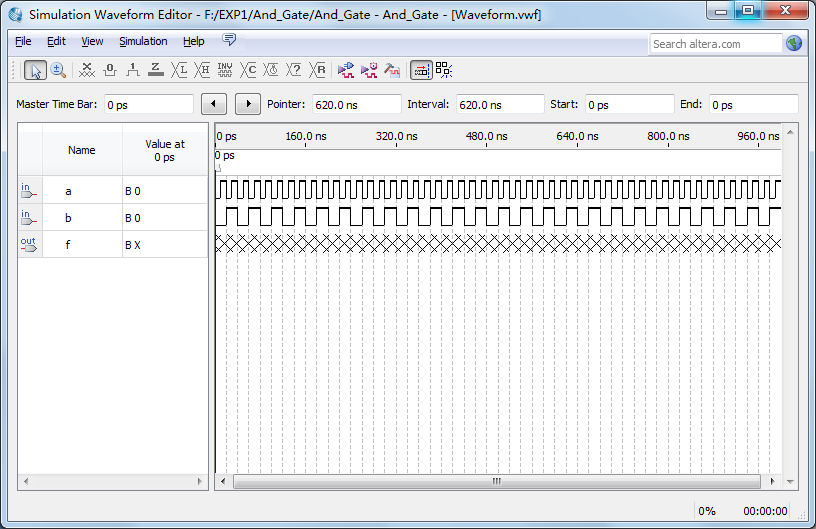 Simulation Waveform Editor - F:/EXP1/And_Gate/And_Gate - And_Gate - [Waveform.vwf]
File Edit View Simulation Help Search altera.com
Master Time Bar: 0 ps Pointer: 620.0 ns Interval: 620.0 ns Start: 0 ps End: 0 ps
Name Value at 0 ps
0 ps 160.0 ns 320.0 ns 480.0 ns 640.0 ns 800.0 ns 960.0 ns
0 ps
in a B 0
in b B 0
out f B X
0% 00:00:00